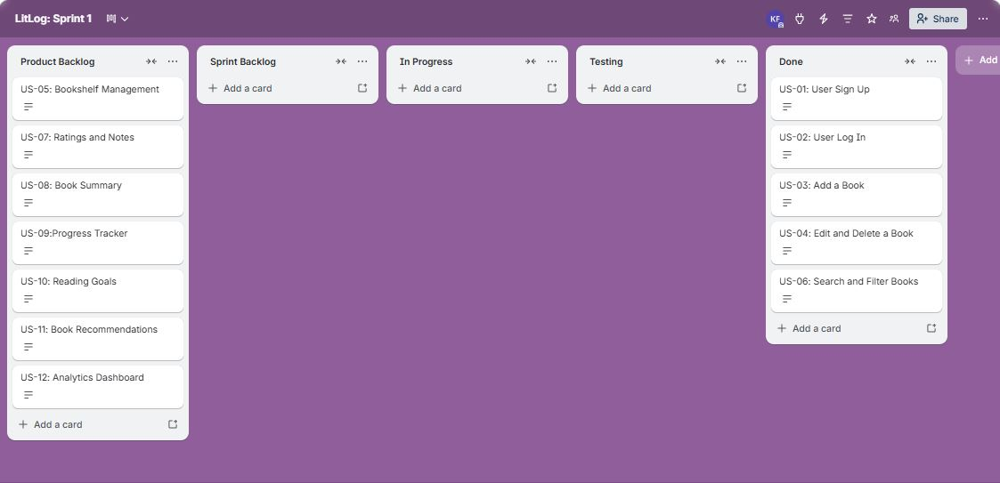 LitLog: Sprint 1
KF
Share
Product Backlog
US-05: Bookshelf Management
US-07: Ratings and Notes
US-08: Book Summary
US-09:Progress Tracker
US-10: Reading Goals
US-11: Book Recommendations
US-12: Analytics Dashboard
Add a card
Sprint Backlog
Add a card
In Progress
Add a card
Testing
Add a card
Done
US-01: User Sign Up
US-02: User Log In
US-03: Add a Book
US-04: Edit and Delete a Book
US-06: Search and Filter Books
Add a card
Add